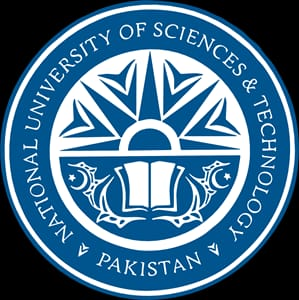 NATIONAL UNIVERSITY OF SCIENCES & TECHNOLOGY
PAKISTAN